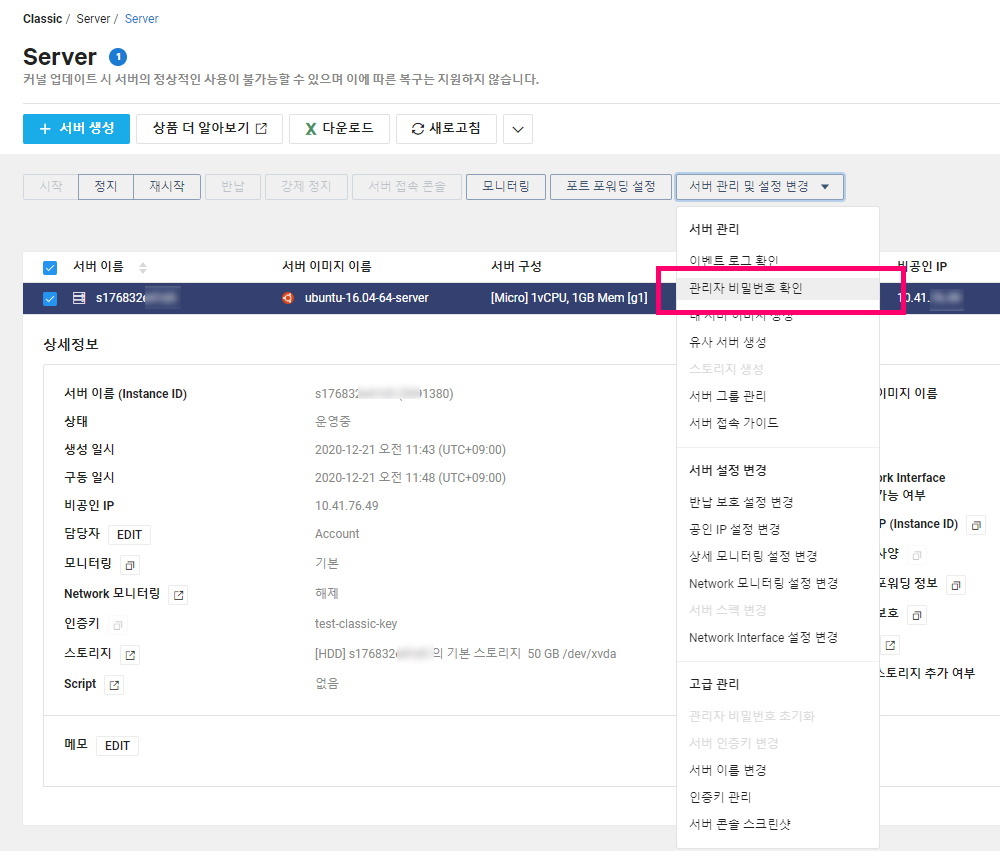 Classic / Server / Server
Server 1
커널 업데이트 시 서버의 정상적인 사용이 불가능할 수 있으며 이에 따른 복구는 지원하지 않습니다.
+ 서버 생성 상품 더 알아보기 다운로드 새로고침
시작 정지 재시작 반납 강제 정지 서버 접속 콘솔 모니터링 포트 포워딩 설정 서버 관리 및 설정 변경
서버 관리
이벤트 로그 확인
서버 이름 서버 이미지 이름 서버 구성 비공인 IP
관리자 비밀번호 확인
s176832 ubuntu-16.04-64-server [Micro] 1vCPU, 1GB Mem [g1] 10.41.
내 서버 이미지 생성
유사 서버 생성
스토리지 생성
서버 그룹 관리
서버 접속 가이드
서버 설정 변경
반납 보호 설정 변경
공인 IP 설정 변경
상세 모니터링 설정 변경
Network 모니터링 설정 변경
서버 스펙 변경
Network Interface 설정 변경
고급 관리
관리자 비밀번호 초기화
서버 인증키 변경
서버 이름 변경
인증키 관리
서버 콘솔 스크린샷
상세정보
서버 이름 (Instance ID) s176832 1380)
상태 운영중
생성 일시 2020-12-21 오전 11:43 (UTC+09:00)
구동 일시 2020-12-21 오전 11:48 (UTC+09:00)
비공인 IP 10.41.76.49
담당자 EDIT Account
모니터링 기본
Network 모니터링 해제
인증키 test-classic-key
스토리지 [HDD] s176832 의 기본 스토리지 50 GB /dev/xvda
Script 없음
메모 EDIT
이미지 이름
ork Interface
가능 여부
P (Instance ID)
사양
포워딩 정보
보호
스토리지 추가 여부